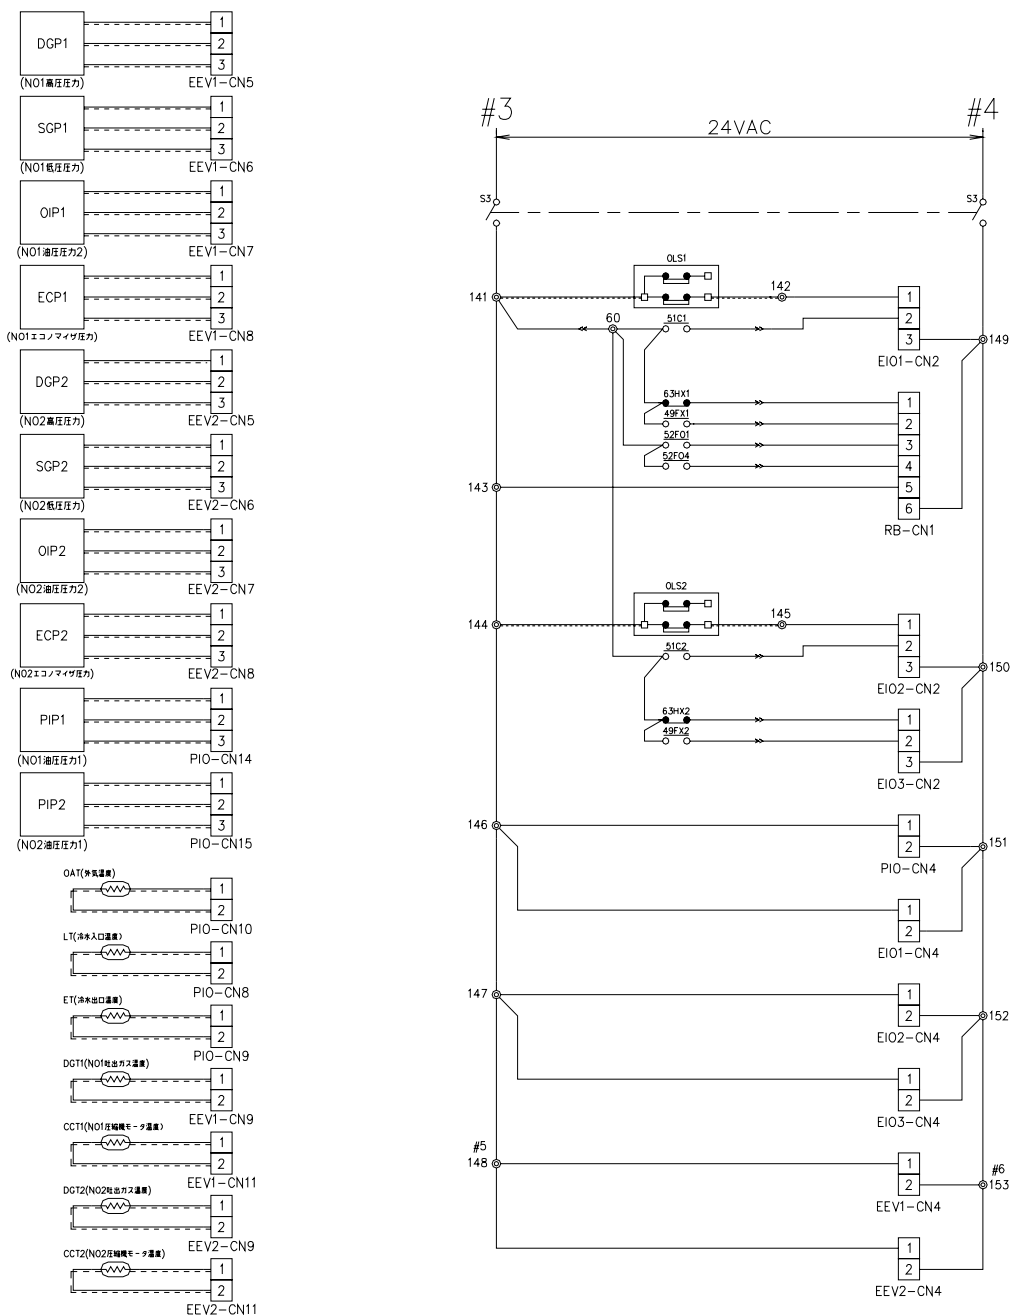 DGP1
1
2
3
(NO1高圧圧力)
EEV1-CN5
SGP1
1
2
3
(NO1低圧圧力)
EEV1-CN6
OIP1
1
2
3
(NO1油圧圧力2)
EEV1-CN7
ECP1
1
2
3
(NO1エコノマイザ圧力)
EEV1-CN8
DGP2
1
2
3
(NO2高圧圧力)
EEV2-CN5
SGP2
1
2
3
(NO2低圧圧力)
EEV2-CN6
OIP2
1
2
3
(NO2油圧圧力2)
EEV2-CN7
ECP2
1
2
3
(NO2エコノマイザ圧力)
EEV2-CN8
PIP1
1
2
3
(NO1油圧圧力1)
PIO-CN14
PIP2
1
2
3
(NO2油圧圧力1)
PIO-CN15
OAT(外気温度)
1
2
PIO-CN10
LT(冷水入口温度)
1
2
PIO-CN8
ET(冷水出口温度)
1
2
PIO-CN9
DGT1(NO1吐出ガス温度)
1
2
EEV1-CN9
CCT1(NO1圧縮機モータ温度)
1
2
EEV1-CN11
DGT2(NO2吐出ガス温度)
1
2
EEV2-CN9
CCT2(NO2圧縮機モータ温度)
1
2
EEV2-CN11
#3
#4
24VAC
S3
S3
OLS1
141
142
1
60
51C1
2
3
149
EIO1-CN2
63HX1
1
49FX1
2
52FO1
3
52FO4
4
143
5
6
RB-CN1
OLS2
144
145
1
51C2
2
3
150
EIO2-CN2
63HX2
1
49FX2
2
3
EIO3-CN2
146
1
2
151
PIO-CN4
1
2
EIO1-CN4
147
1
2
152
EIO2-CN4
1
2
EIO3-CN4
#5
148
1
#6
2
153
EEV1-CN4
1
2
EEV2-CN4